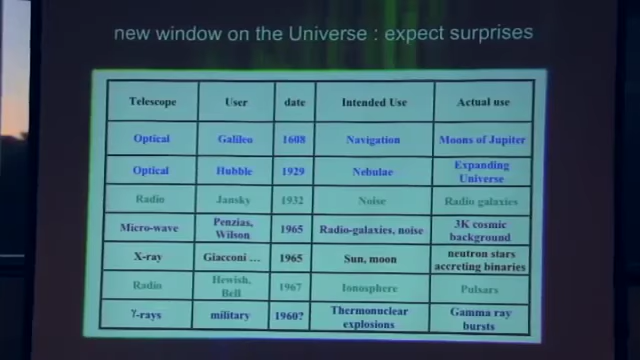 new window on the Universe : expect surprises
Telescope User date Intended Use Actual use
Optical Galileo 1608 Navigation Moons of Jupiter
Optical Hubble 1929 Nebulae Expanding
Universe
Radio Jansky 1932 Noise Radio galaxies
Micro-wave Penzias,
Wilson 1965 Radio-galaxies, noise 3K cosmic
background
X-ray Giacconi ... 1965 Sun, moon neutron stars
accreting binaries
Radio Hewish,
Bell 1967 Ionosphere Pulsars
γ-rays military 1960? Thermonuclear
explosions Gamma ray
bursts